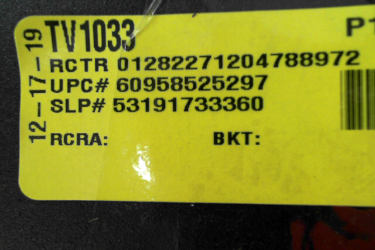 12-17-19
TV1033
P1
RCTR 01282271204788972
UPC# 60958525297
SLP# 53191733360
RCRA: BKT: